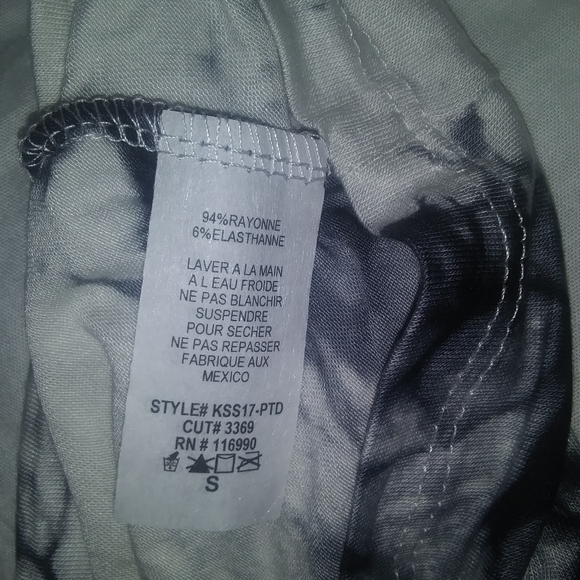 94%RAYONNE
6%ELASTHANNE
LAVER A LA MAIN
A L EAU FROIDE
NE PAS BLANCHIR
SUSPENDRE
POUR SECHER
NE PAS REPASSER
FABRIQUE AUX
MEXICO
STYLE# KSS17-PTD
CUT# 3369
RN # 116990
S